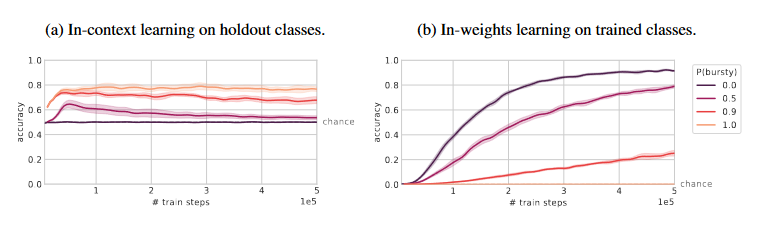 (a) In-context learning on holdout classes.
(b) In-weights learning on trained classes.
1.0
0.8
0.6
0.4
0.2
0.0
accuracy
chance
1
2
3
4
5
# train steps
1e5
1.0
0.8
0.6
0.4
0.2
0.0
accuracy
chance
1
2
3
4
5
# train steps
1e5
P(bursty)
0.0
0.5
0.9
1.0